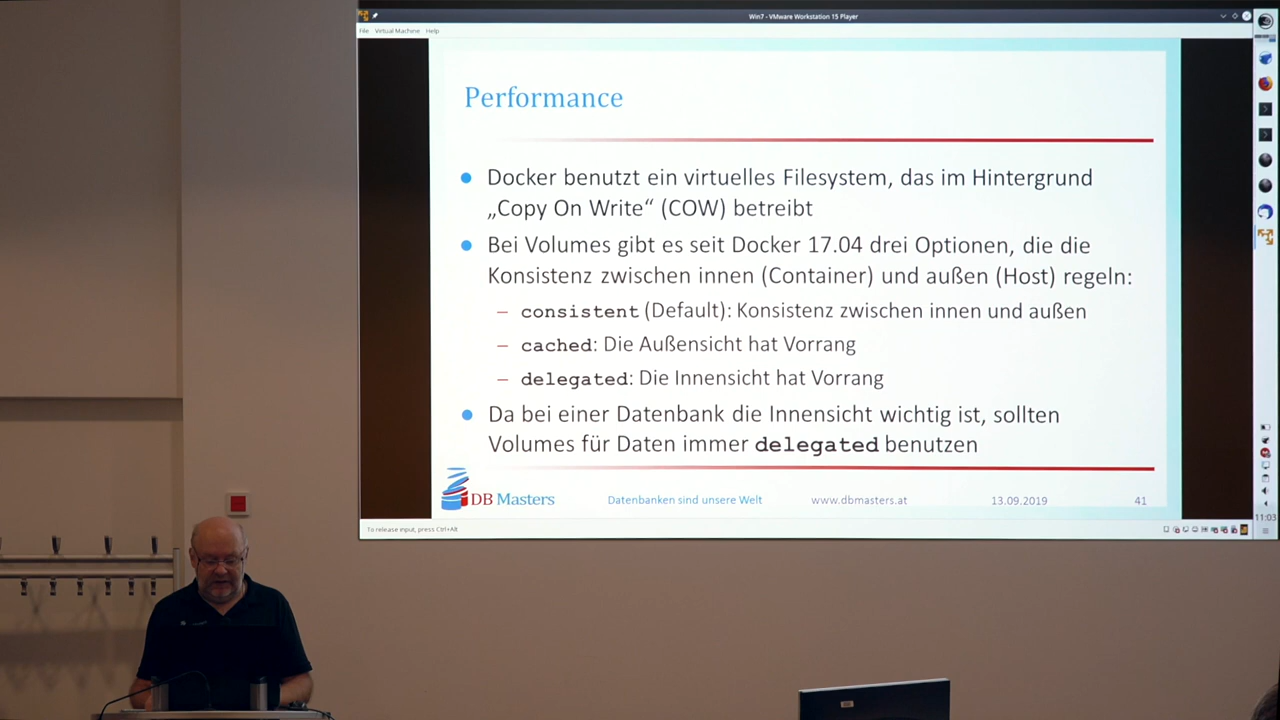 Win7 - VMware Workstation 15 Player
File Virtual Machine Help
Performance
Docker benutzt ein virtuelles Filesystem, das im Hintergrund
„Copy On Write“ (COW) betreibt
Bei Volumes gibt es seit Docker 17.04 drei Optionen, die die
Konsistenz zwischen innen (Container) und außen (Host) regeln:
– consistent (Default): Konsistenz zwischen innen und außen
– cached: Die Außensicht hat Vorrang
– delegated: Die Innensicht hat Vorrang
Da bei einer Datenbank die Innensicht wichtig ist, sollten
Volumes für Daten immer delegated benutzen
DB Masters Datenbanken sind unsere Welt www.dbmasters.at 13.09.2019 41
To release input, press Ctrl+Alt
11:03